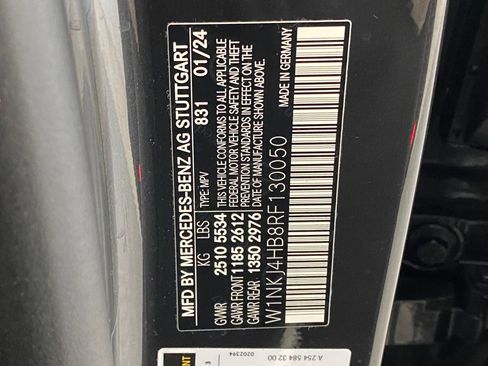 MFD BY MERCEDES-BENZ AG STUTTGART
TYPE: MPV 831 01/24
KG LBS
GVWR 2510 5534
GAWR FRONT 1185 2612
GAWR REAR 1350 2976
THIS VEHICLE CONFORMS TO ALL APPLICABLE
FEDERAL MOTOR VEHICLE SAFETY AND THEFT
PREVENTION STANDARDS IN EFFECT ON THE
DATE OF MANUFACTURE SHOWN ABOVE.
W1NKJ4HB8RF130050
MADE IN GERMANY
A 254 584 32 00
0202394